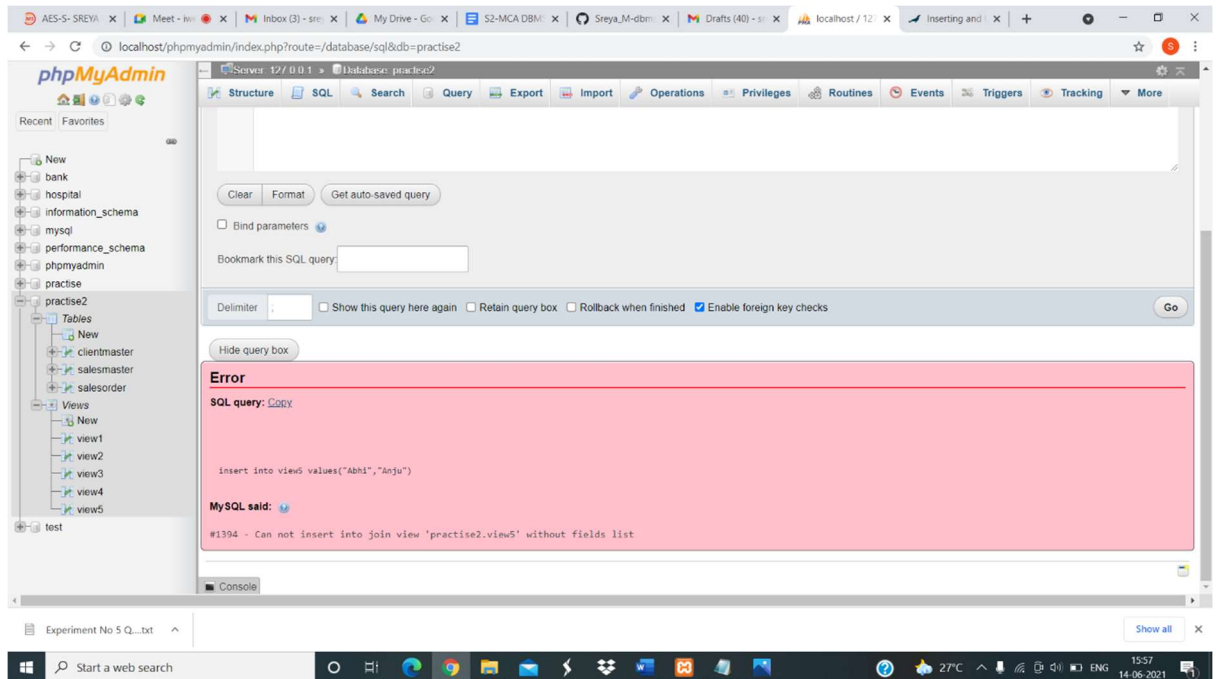 AES-S- SREYA
Meet - iw
Inbox (3) - sre
My Drive - Go
S2-MCA DBM
Sreya_M-dbm
Drafts (40) - s
localhost / 127
Inserting and
localhost/phpmyadmin/index.php?route=/database/sql&db=practise2
S
phpMyAdmin
Recent Favorites
New
bank
hospital
information_schema
mysql
performance_schema
phpmyadmin
practise
practise2
Tables
New
clientmaster
salesmaster
salesorder
Views
New
view1
view2
view3
view4
view5
test
Server: 127.0.0.1 » Database: practise2
Structure SQL Search Query Export Import Operations Privileges Routines Events Triggers Tracking More
Clear Format Get auto-saved query
Bind parameters
Bookmark this SQL query:
Delimiter ; Show this query here again Retain query box Rollback when finished Enable foreign key checks Go
Hide query box
Error
SQL query: Copy
insert into view5 values("Abhi","Anju")
MySQL said:
#1394 - Can not insert into join view 'practise2.view5' without fields list
Console
Experiment No 5 Q....txt
Show all
Start a web search
27°C
ENG
15:57
14-06-2021